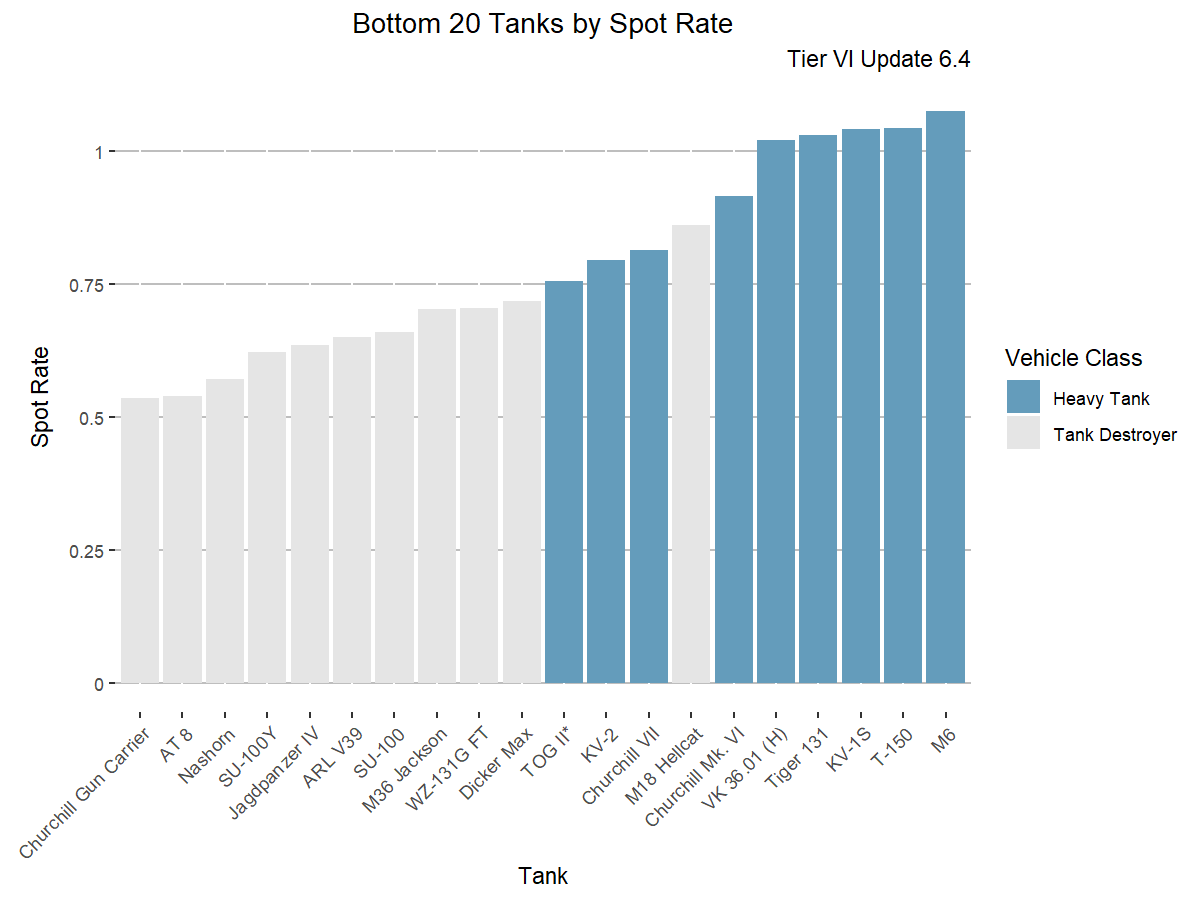 Bottom 20 Tanks by Spot Rate
Tier VI Update 6.4
1
0.75
0.5
0.25
0
Spot Rate
Churchill Gun Carrier
AT 8
Nashorn
SU-100Y
Jagdpanzer IV
ARL V39
SU-100
M36 Jackson
WZ-131G FT
Dicker Max
TOG II*
KV-2
Churchill VII
M18 Hellcat
Churchill Mk. VI
VK 36.01 (H)
Tiger 131
KV-1S
T-150
M6
Tank
Vehicle Class
Heavy Tank
Tank Destroyer